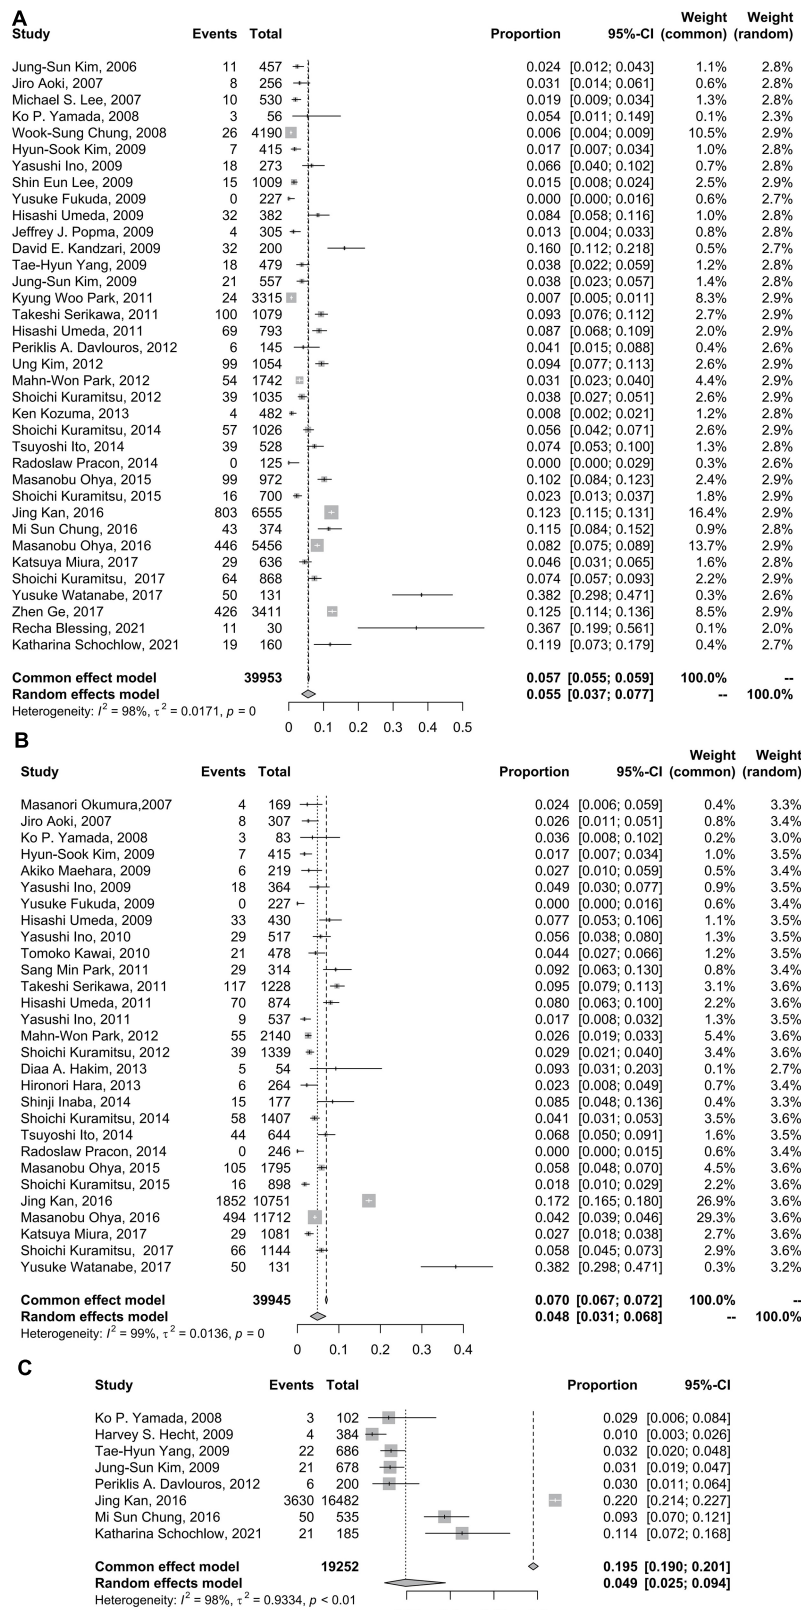 A
Weight Weight
Study Events Total Proportion 95%-CI (common) (random)
Jung-Sun Kim, 2006 11 457 0.024 [0.012; 0.043] 1.1% 2.8%
Jiro Aoki, 2007 8 256 0.031 [0.014; 0.061] 0.6% 2.8%
Michael S. Lee, 2007 10 530 0.019 [0.009; 0.034] 1.3% 2.8%
Ko P. Yamada, 2008 3 56 0.054 [0.011; 0.149] 0.1% 2.3%
Wook-Sung Chung, 2008 26 4190 0.006 [0.004; 0.009] 10.5% 2.9%
Hyun-Sook Kim, 2009 7 415 0.017 [0.007; 0.034] 1.0% 2.8%
Yasushi Ino, 2009 18 273 0.066 [0.040; 0.102] 0.7% 2.8%
Shin Eun Lee, 2009 15 1009 0.015 [0.008; 0.024] 2.5% 2.9%
Yusuke Fukuda, 2009 0 227 0.000 [0.000; 0.016] 0.6% 2.7%
Hisashi Umeda, 2009 32 382 0.084 [0.058; 0.116] 1.0% 2.8%
Jeffrey J. Popma, 2009 4 305 0.013 [0.004; 0.033] 0.8% 2.8%
David E. Kandzari, 2009 32 200 0.160 [0.112; 0.218] 0.5% 2.7%
Tae-Hyun Yang, 2009 18 479 0.038 [0.022; 0.059] 1.2% 2.8%
Jung-Sun Kim, 2009 21 557 0.038 [0.023; 0.057] 1.4% 2.8%
Kyung Woo Park, 2011 24 3315 0.007 [0.005; 0.011] 8.3% 2.9%
Takeshi Serikawa, 2011 100 1079 0.093 [0.076; 0.112] 2.7% 2.9%
Hisashi Umeda, 2011 69 793 0.087 [0.068; 0.109] 2.0% 2.9%
Periklis A. Davlouros, 2012 6 145 0.041 [0.015; 0.088] 0.4% 2.6%
Ung Kim, 2012 99 1054 0.094 [0.077; 0.113] 2.6% 2.9%
Mahn-Won Park, 2012 54 1742 0.031 [0.023; 0.040] 4.4% 2.9%
Shoichi Kuramitsu, 2012 39 1035 0.038 [0.027; 0.051] 2.6% 2.9%
Ken Kozuma, 2013 4 482 0.008 [0.002; 0.021] 1.2% 2.8%
Shoichi Kuramitsu, 2014 57 1026 0.056 [0.042; 0.071] 2.6% 2.9%
Tsuyoshi Ito, 2014 39 528 0.074 [0.053; 0.100] 1.3% 2.8%
Radoslaw Pracon, 2014 0 125 0.000 [0.000; 0.029] 0.3% 2.6%
Masanobu Ohya, 2015 99 972 0.102 [0.084; 0.123] 2.4% 2.9%
Shoichi Kuramitsu, 2015 16 700 0.023 [0.013; 0.037] 1.8% 2.9%
Jing Kan, 2016 803 6555 0.123 [0.115; 0.131] 16.4% 2.9%
Mi Sun Chung, 2016 43 374 0.115 [0.084; 0.152] 0.9% 2.8%
Masanobu Ohya, 2016 446 5456 0.082 [0.075; 0.089] 13.7% 2.9%
Katsuya Miura, 2017 29 636 0.046 [0.031; 0.065] 1.6% 2.8%
Shoichi Kuramitsu, 2017 64 868 0.074 [0.057; 0.093] 2.2% 2.9%
Yusuke Watanabe, 2017 50 131 0.382 [0.298; 0.471] 0.3% 2.6%
Zhen Ge, 2017 426 3411 0.125 [0.114; 0.136] 8.5% 2.9%
Recha Blessing, 2021 11 30 0.367 [0.199; 0.561] 0.1% 2.0%
Katharina Schochlow, 2021 19 160 0.119 [0.073; 0.179] 0.4% 2.7%
Common effect model 39953 0.057 [0.055; 0.059] 100.0% --
Random effects model 0.055 [0.037; 0.077] -- 100.0%
Heterogeneity: I² = 98%, τ² = 0.0171, p = 0
0 0.1 0.2 0.3 0.4 0.5
B
Weight Weight
Study Events Total Proportion 95%-CI (common) (random)
Masanori Okumura,2007 4 169 0.024 [0.006; 0.059] 0.4% 3.3%
Jiro Aoki, 2007 8 307 0.026 [0.011; 0.051] 0.8% 3.4%
Ko P. Yamada, 2008 3 83 0.036 [0.008; 0.102] 0.2% 3.0%
Hyun-Sook Kim, 2009 7 415 0.017 [0.007; 0.034] 1.0% 3.5%
Akiko Maehara, 2009 6 219 0.027 [0.010; 0.059] 0.5% 3.4%
Yasushi Ino, 2009 18 364 0.049 [0.030; 0.077] 0.9% 3.5%
Yusuke Fukuda, 2009 0 227 0.000 [0.000; 0.016] 0.6% 3.4%
Hisashi Umeda, 2009 33 430 0.077 [0.053; 0.106] 1.1% 3.5%
Yasushi Ino, 2010 29 517 0.056 [0.038; 0.080] 1.3% 3.5%
Tomoko Kawai, 2010 21 478 0.044 [0.027; 0.066] 1.2% 3.5%
Sang Min Park, 2011 29 314 0.092 [0.063; 0.130] 0.8% 3.4%
Takeshi Serikawa, 2011 117 1228 0.095 [0.079; 0.113] 3.1% 3.6%
Hisashi Umeda, 2011 70 874 0.080 [0.063; 0.100] 2.2% 3.6%
Yasushi Ino, 2011 9 537 0.017 [0.008; 0.032] 1.3% 3.5%
Mahn-Won Park, 2012 55 2140 0.026 [0.019; 0.033] 5.4% 3.6%
Shoichi Kuramitsu, 2012 39 1339 0.029 [0.021; 0.040] 3.4% 3.6%
Diaa A. Hakim, 2013 5 54 0.093 [0.031; 0.203] 0.1% 2.7%
Hironori Hara, 2013 6 264 0.023 [0.008; 0.049] 0.7% 3.4%
Shinji Inaba, 2014 15 177 0.085 [0.048; 0.136] 0.4% 3.3%
Shoichi Kuramitsu, 2014 58 1407 0.041 [0.031; 0.053] 3.5% 3.6%
Tsuyoshi Ito, 2014 44 644 0.068 [0.050; 0.091] 1.6% 3.5%
Radoslaw Pracon, 2014 0 246 0.000 [0.000; 0.015] 0.6% 3.4%
Masanobu Ohya, 2015 105 1795 0.058 [0.048; 0.070] 4.5% 3.6%
Shoichi Kuramitsu, 2015 16 898 0.018 [0.010; 0.029] 2.2% 3.6%
Jing Kan, 2016 1852 10751 0.172 [0.165; 0.180] 26.9% 3.6%
Masanobu Ohya, 2016 494 11712 0.042 [0.039; 0.046] 29.3% 3.6%
Katsuya Miura, 2017 29 1081 0.027 [0.018; 0.038] 2.7% 3.6%
Shoichi Kuramitsu, 2017 66 1144 0.058 [0.045; 0.073] 2.9% 3.6%
Yusuke Watanabe, 2017 50 131 0.382 [0.298; 0.471] 0.3% 3.2%
Common effect model 39945 0.070 [0.067; 0.072] 100.0% --
Random effects model 0.048 [0.031; 0.068] -- 100.0%
Heterogeneity: I² = 99%, τ² = 0.0136, p = 0
0 0.1 0.2 0.3 0.4
C
Study Events Total Proportion 95%-CI
Ko P. Yamada, 2008 3 102 0.029 [0.006; 0.084]
Harvey S. Hecht, 2009 4 384 0.010 [0.003; 0.026]
Tae-Hyun Yang, 2009 22 686 0.032 [0.020; 0.048]
Jung-Sun Kim, 2009 21 678 0.031 [0.019; 0.047]
Periklis A. Davlouros, 2012 6 200 0.030 [0.011; 0.064]
Jing Kan, 2016 3630 16482 0.220 [0.214; 0.227]
Mi Sun Chung, 2016 50 535 0.093 [0.070; 0.121]
Katharina Schochlow, 2021 21 185 0.114 [0.072; 0.168]
Common effect model 19252 0.195 [0.190; 0.201]
Random effects model 0.049 [0.025; 0.094]
Heterogeneity: I² = 98%, τ² = 0.9334, p < 0.01